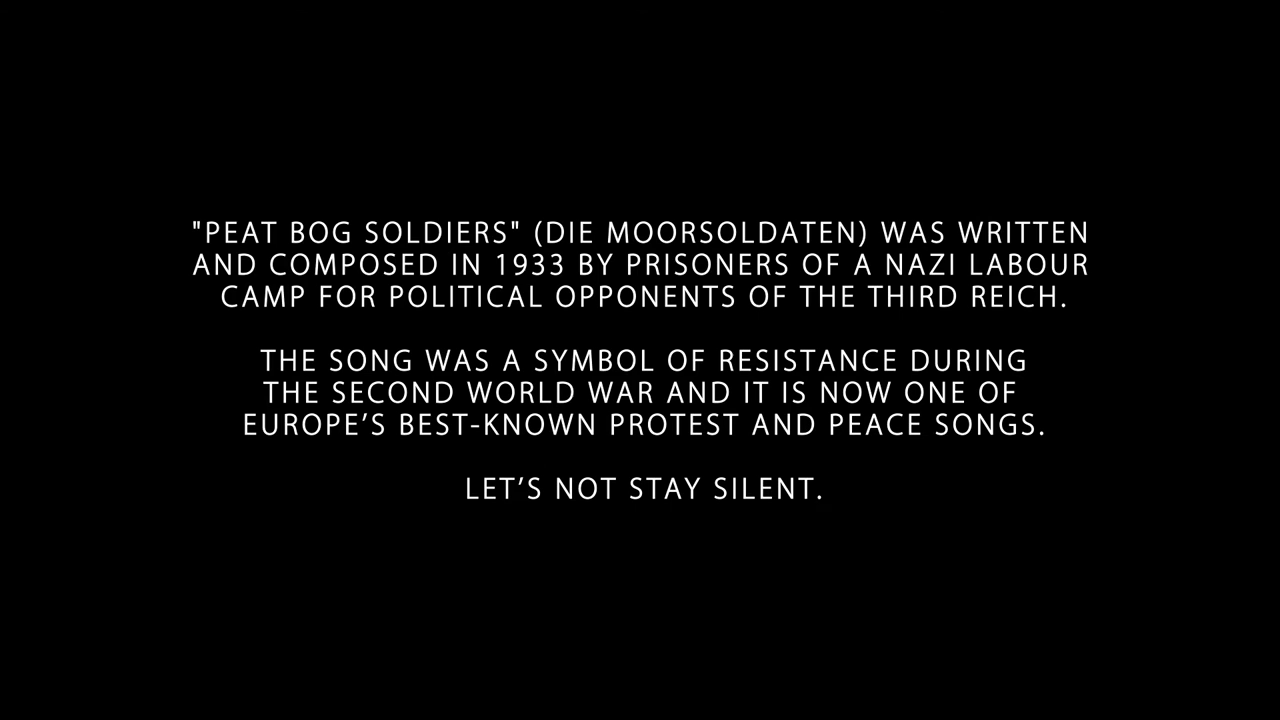 "PEAT BOG SOLDIERS" (DIE MOORSOLDATEN) WAS WRITTEN
AND COMPOSED IN 1933 BY PRISONERS OF A NAZI LABOUR
CAMP FOR POLITICAL OPPONENTS OF THE THIRD REICH.
THE SONG WAS A SYMBOL OF RESISTANCE DURING
THE SECOND WORLD WAR AND IT IS NOW ONE OF
EUROPE’S BEST-KNOWN PROTEST AND PEACE SONGS.
LET’S NOT STAY SILENT.